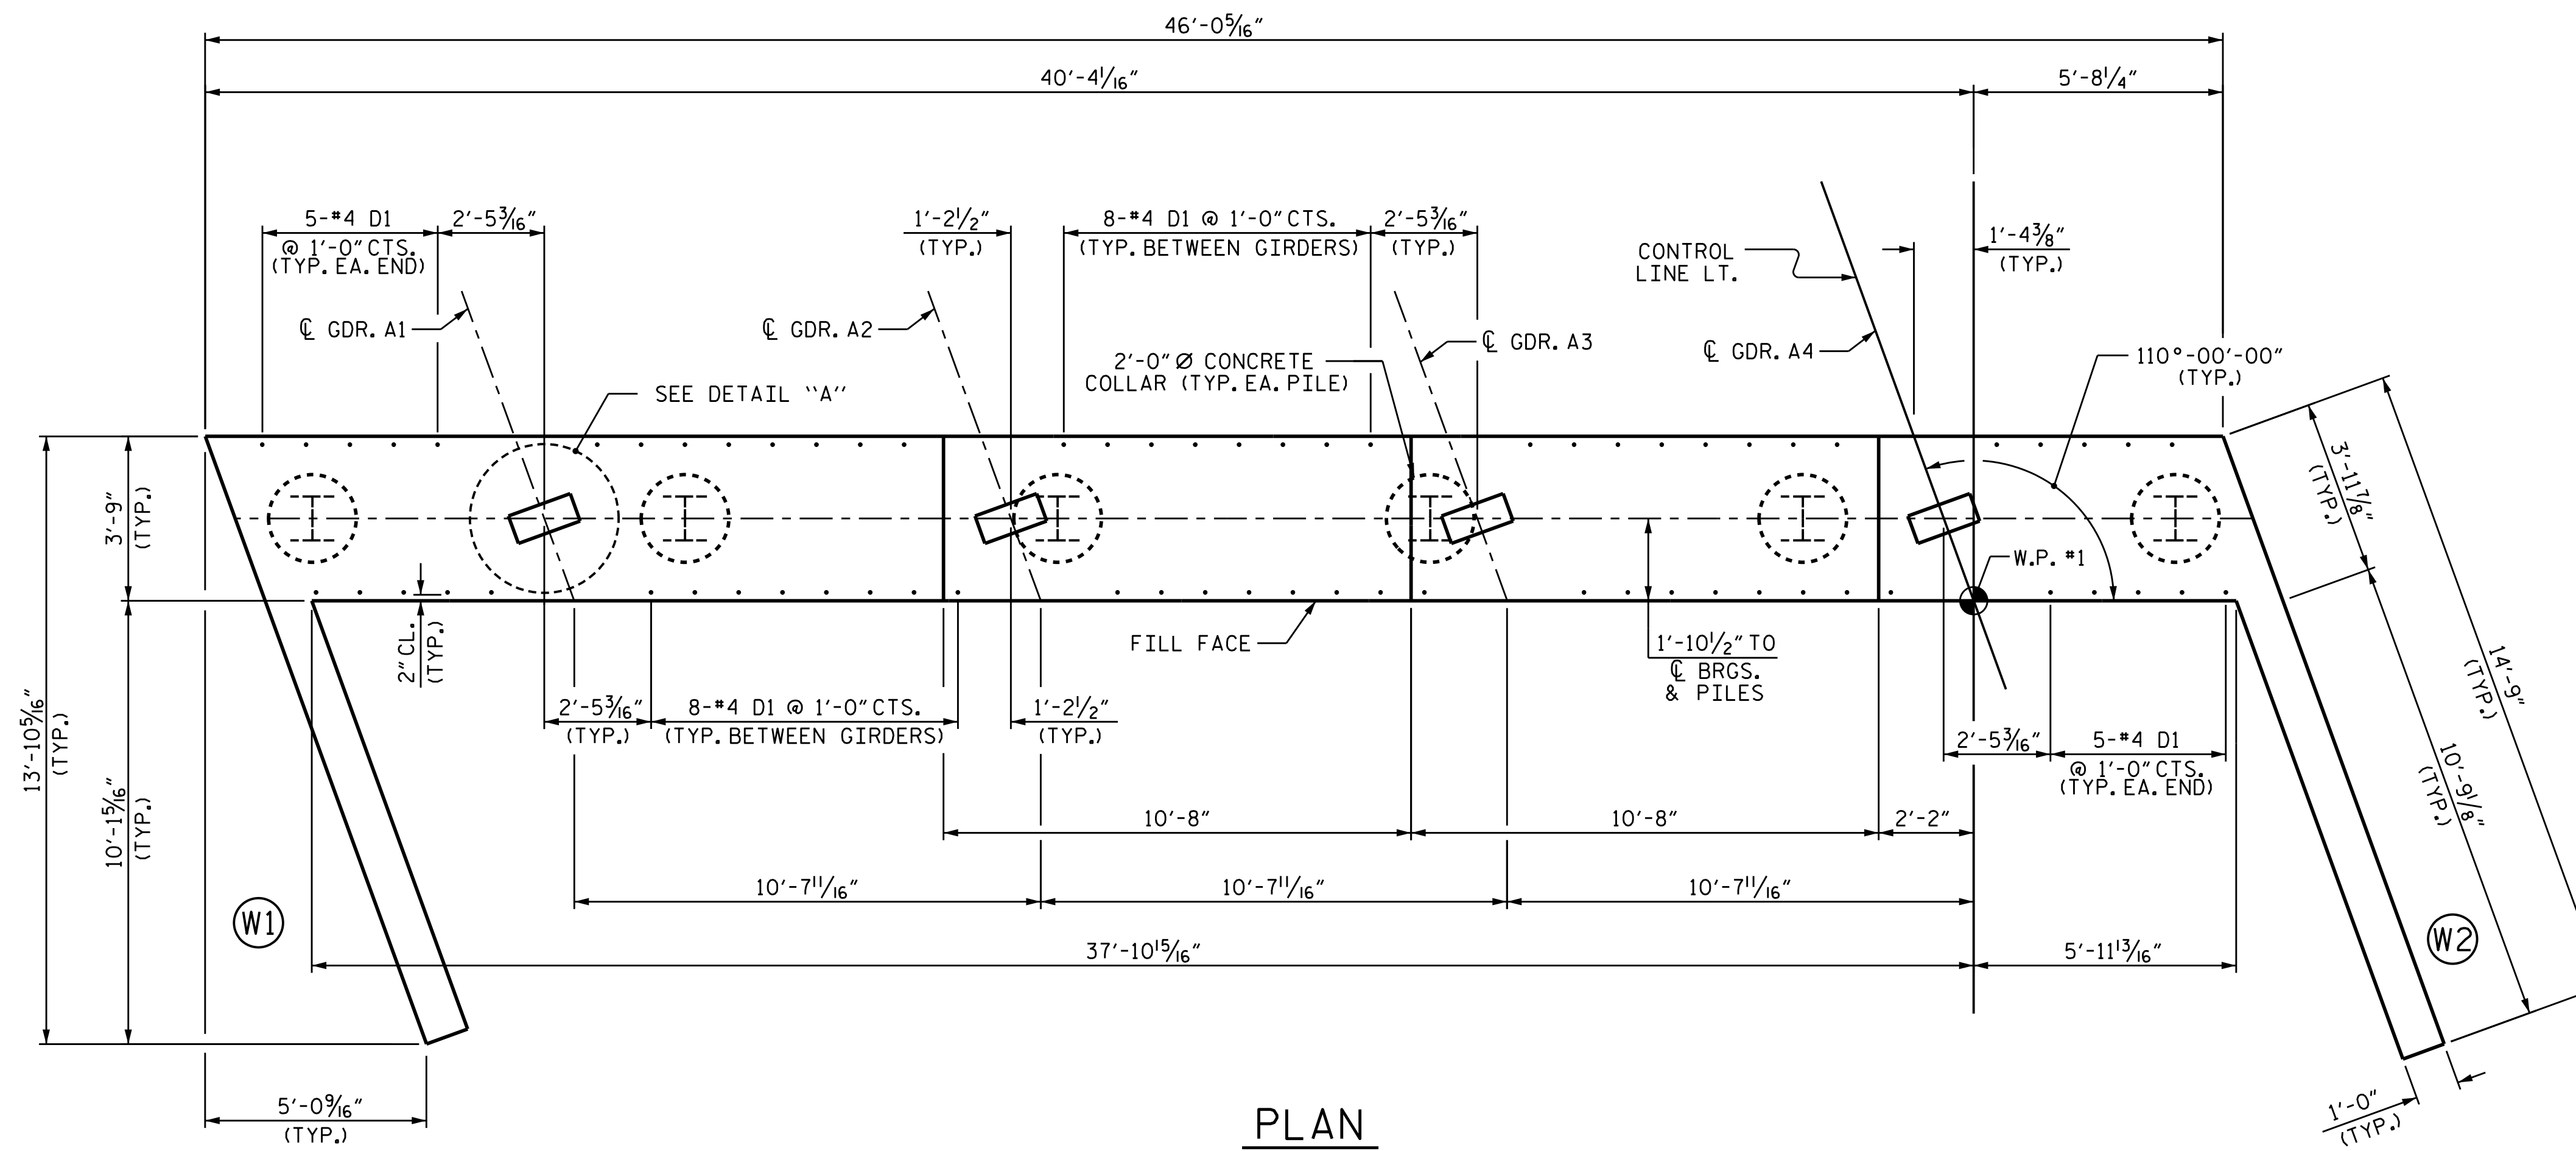 46'-0 5/16"
40'-4 1/16"
5'-8 1/4"
5-#4 D1
@ 1'-0" CTS.
(TYP. EA. END)
2'-5 3/16"
1'-2 1/2"
(TYP.)
8-#4 D1 @ 1'-0" CTS.
(TYP. BETWEEN GIRDERS)
2'-5 3/16"
(TYP.)
CONTROL
LINE LT.
1'-4 3/8"
(TYP.)
℄ GDR. A1
℄ GDR. A2
℄ GDR. A3
℄ GDR. A4
2'-0" Ø CONCRETE
COLLAR (TYP. EA. PILE)
110°-00'-00"
(TYP.)
SEE DETAIL "A"
3'-11 7/8"
(TYP.)
3'-9"
(TYP.)
W.P. #1
2" CL.
(TYP.)
FILL FACE
1'-10 1/2" TO
℄ BRGS.
& PILES
14'-9"
(TYP.)
13'-10 5/16"
(TYP.)
2'-5 3/16"
(TYP.)
8-#4 D1 @ 1'-0" CTS.
(TYP. BETWEEN GIRDERS)
1'-2 1/2"
(TYP.)
2'-5 3/16"
5-#4 D1
@ 1'-0" CTS.
(TYP. EA. END)
10'-9 1/8"
(TYP.)
10'-1 5/16"
(TYP.)
10'-8"
10'-8"
2'-2"
10'-7 11/16"
10'-7 11/16"
10'-7 11/16"
W1
W2
37'-10 15/16"
5'-11 13/16"
5'-0 9/16"
(TYP.)
1'-0"
(TYP.)
PLAN